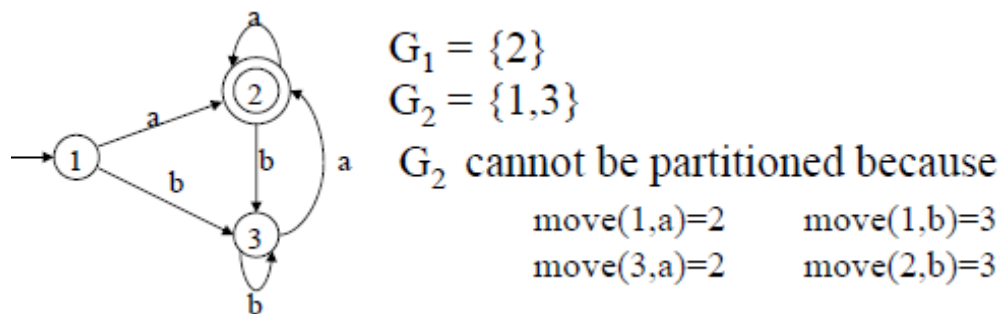 a
2
a
1
b
a
b
3
b
G₁ = {2}
G₂ = {1,3}
G₂ cannot be partitioned because
move(1,a)=2 move(1,b)=3
move(3,a)=2 move(2,b)=3